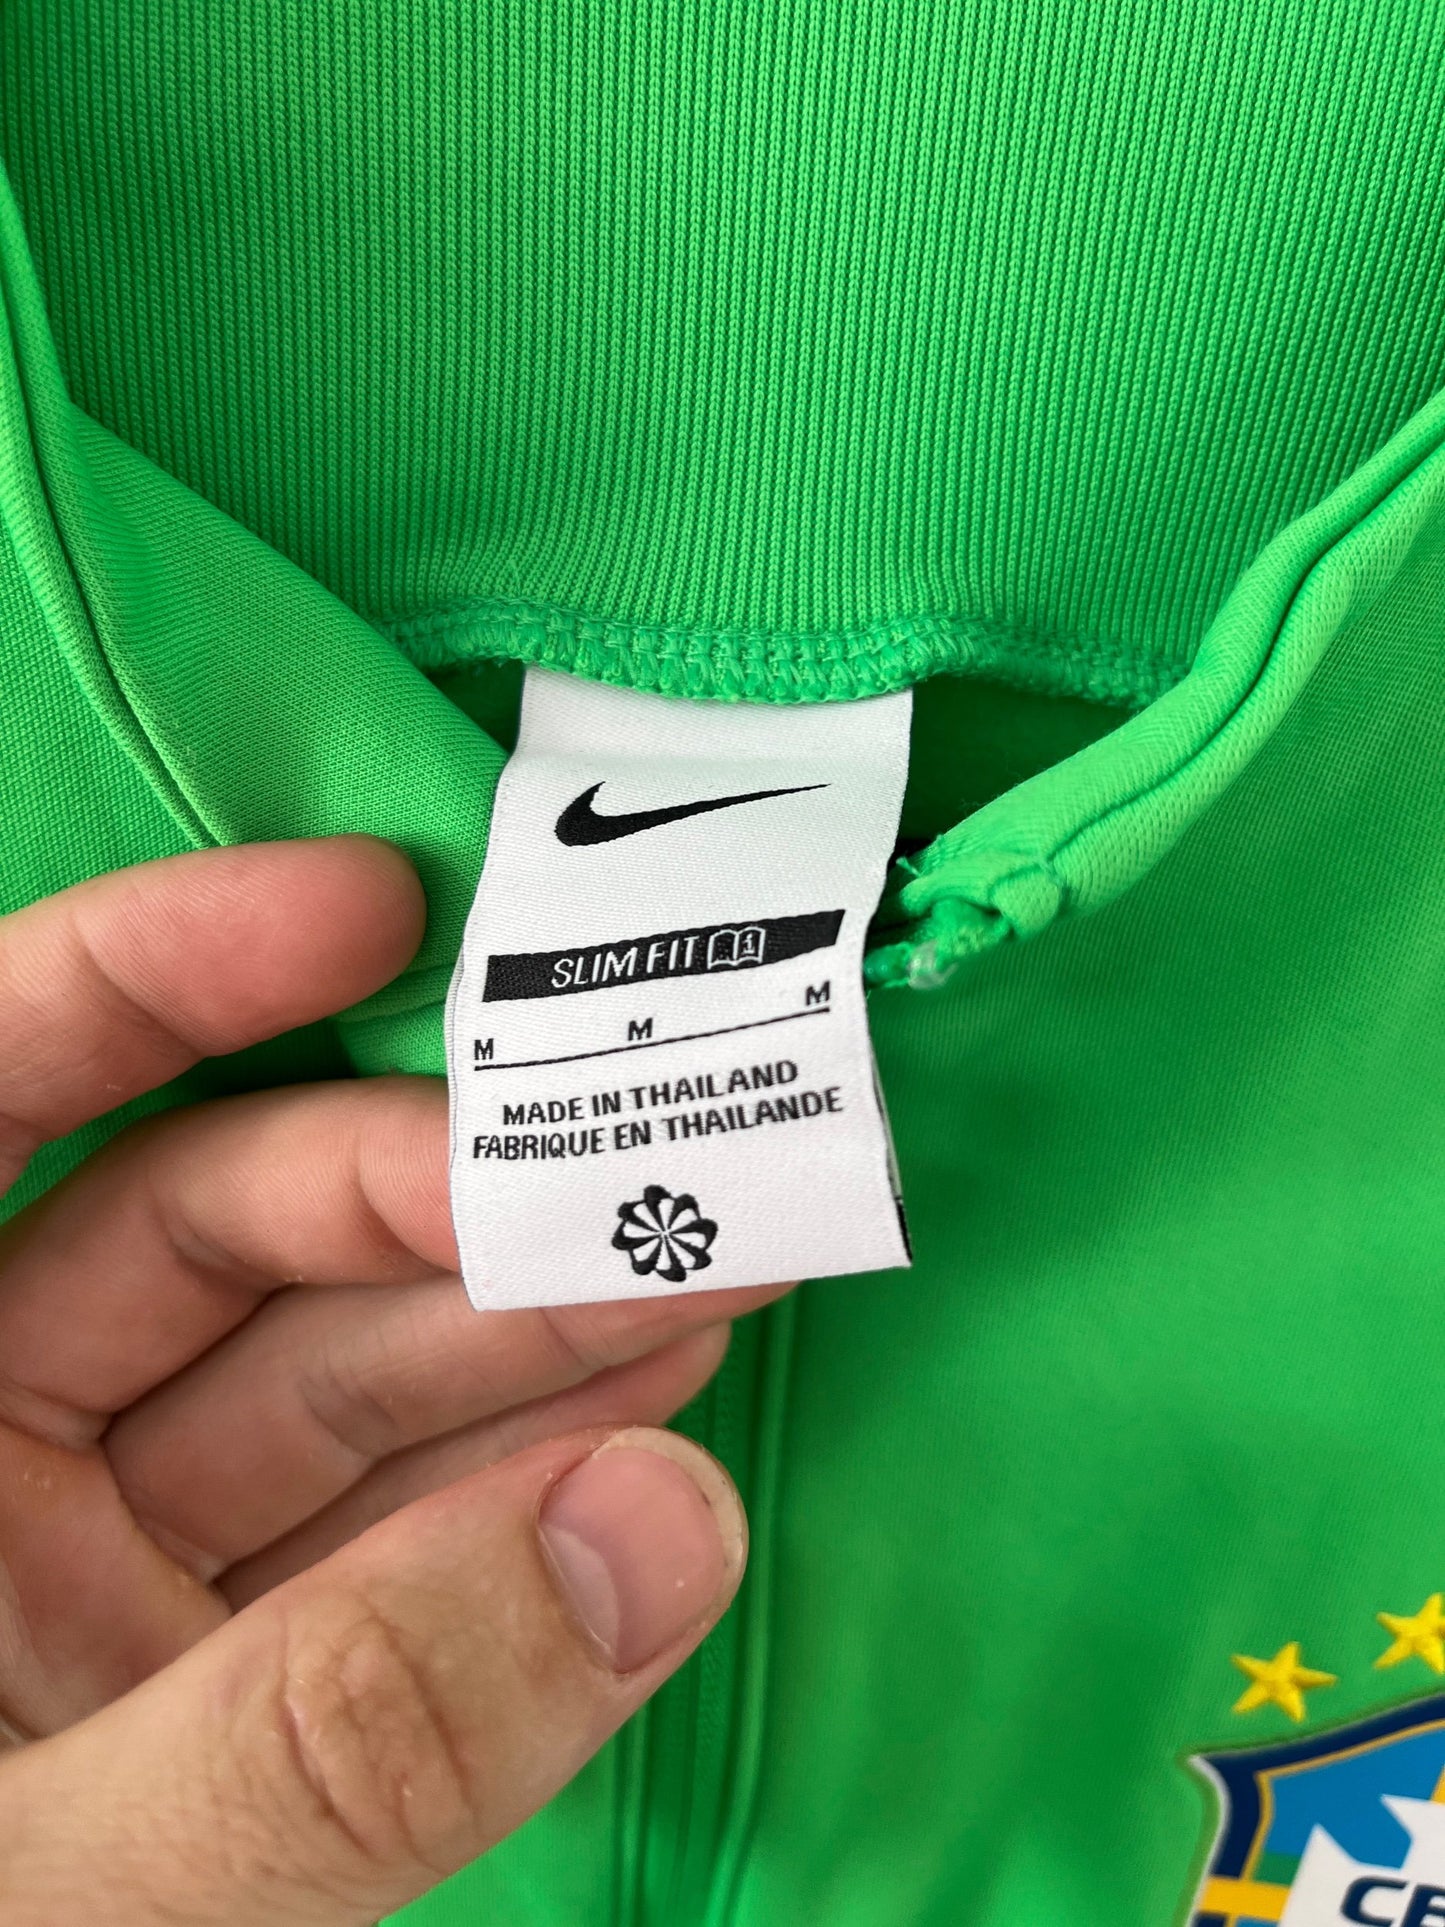 SLIM FIT i
M M M
MADE IN THAILAND
FABRIQUE EN THAILANDE